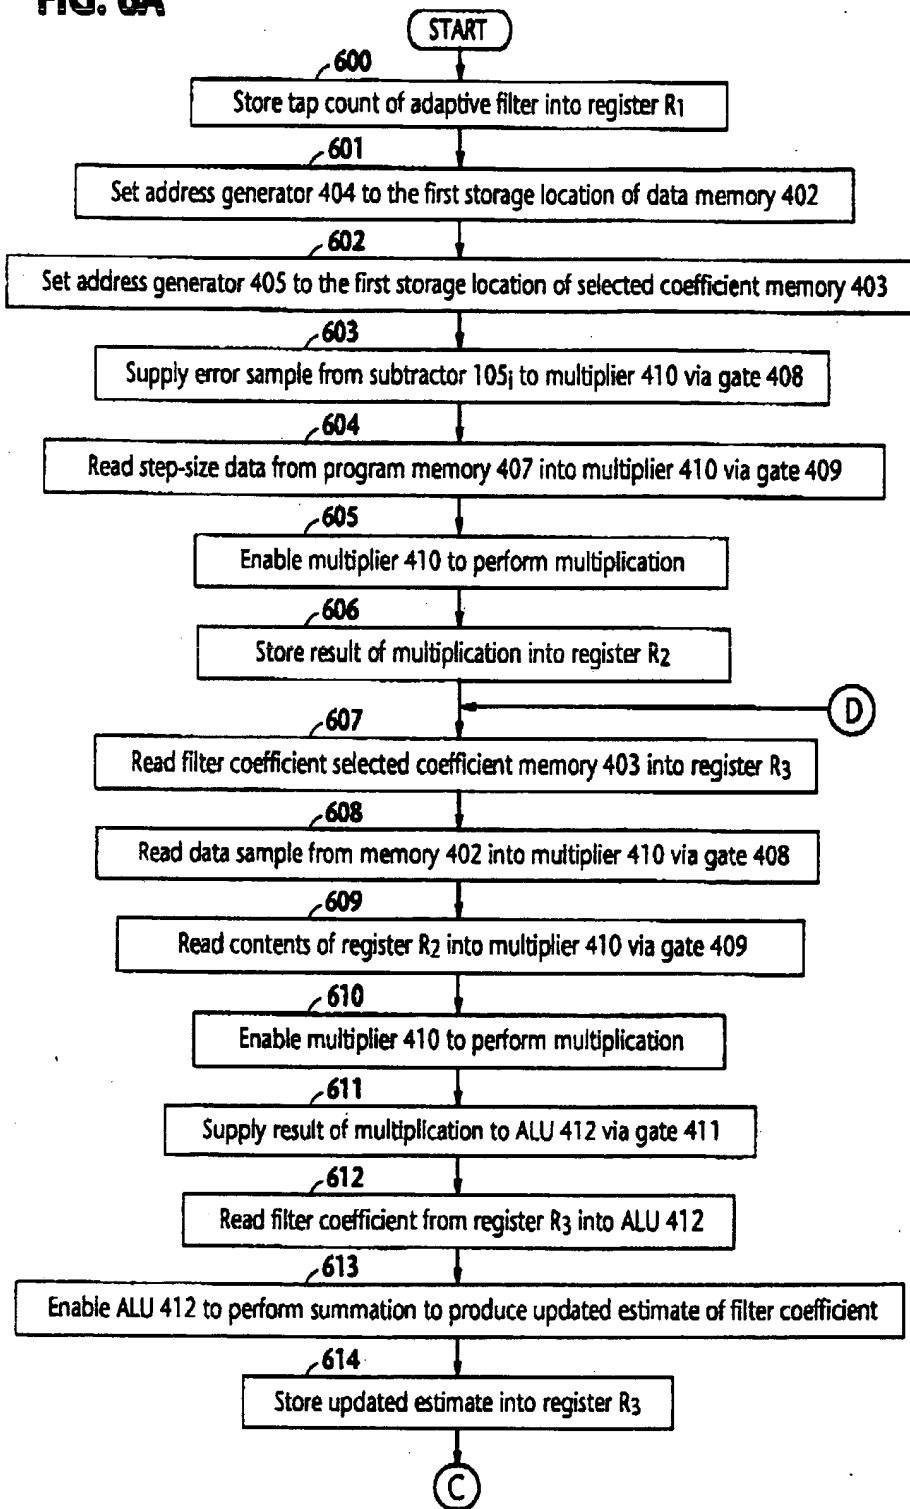 FIG. 6A
START
600
Store tap count of adaptive filter into register R1
601
Set address generator 404 to the first storage location of data memory 402
602
Set address generator 405 to the first storage location of selected coefficient memory 403
603
Supply error sample from subtractor 105j to multiplier 410 via gate 408
604
Read step-size data from program memory 407 into multiplier 410 via gate 409
605
Enable multiplier 410 to perform multiplication
606
Store result of multiplication into register R2
D
607
Read filter coefficient selected coefficient memory 403 into register R3
608
Read data sample from memory 402 into multiplier 410 via gate 408
609
Read contents of register R2 into multiplier 410 via gate 409
610
Enable multiplier 410 to perform multiplication
611
Supply result of multiplication to ALU 412 via gate 411
612
Read filter coefficient from register R3 into ALU 412
613
Enable ALU 412 to perform summation to produce updated estimate of filter coefficient
614
Store updated estimate into register R3
C